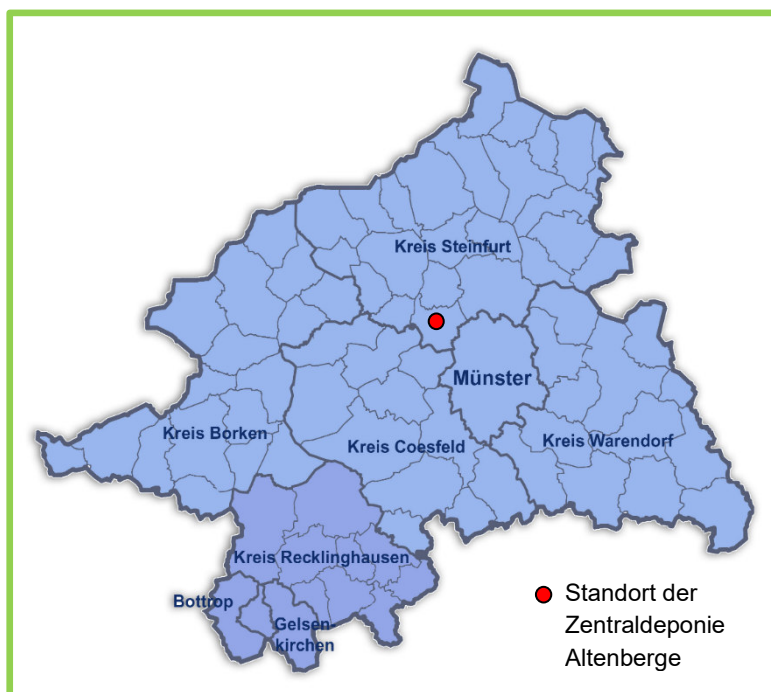 Kreis Steinfurt
Münster
Kreis Borken
Kreis Coesfeld
Kreis Warendorf
Kreis Recklinghausen
Bottrop
Gelsen-
kirchen
Standort der
Zentraldeponie
Altenberge